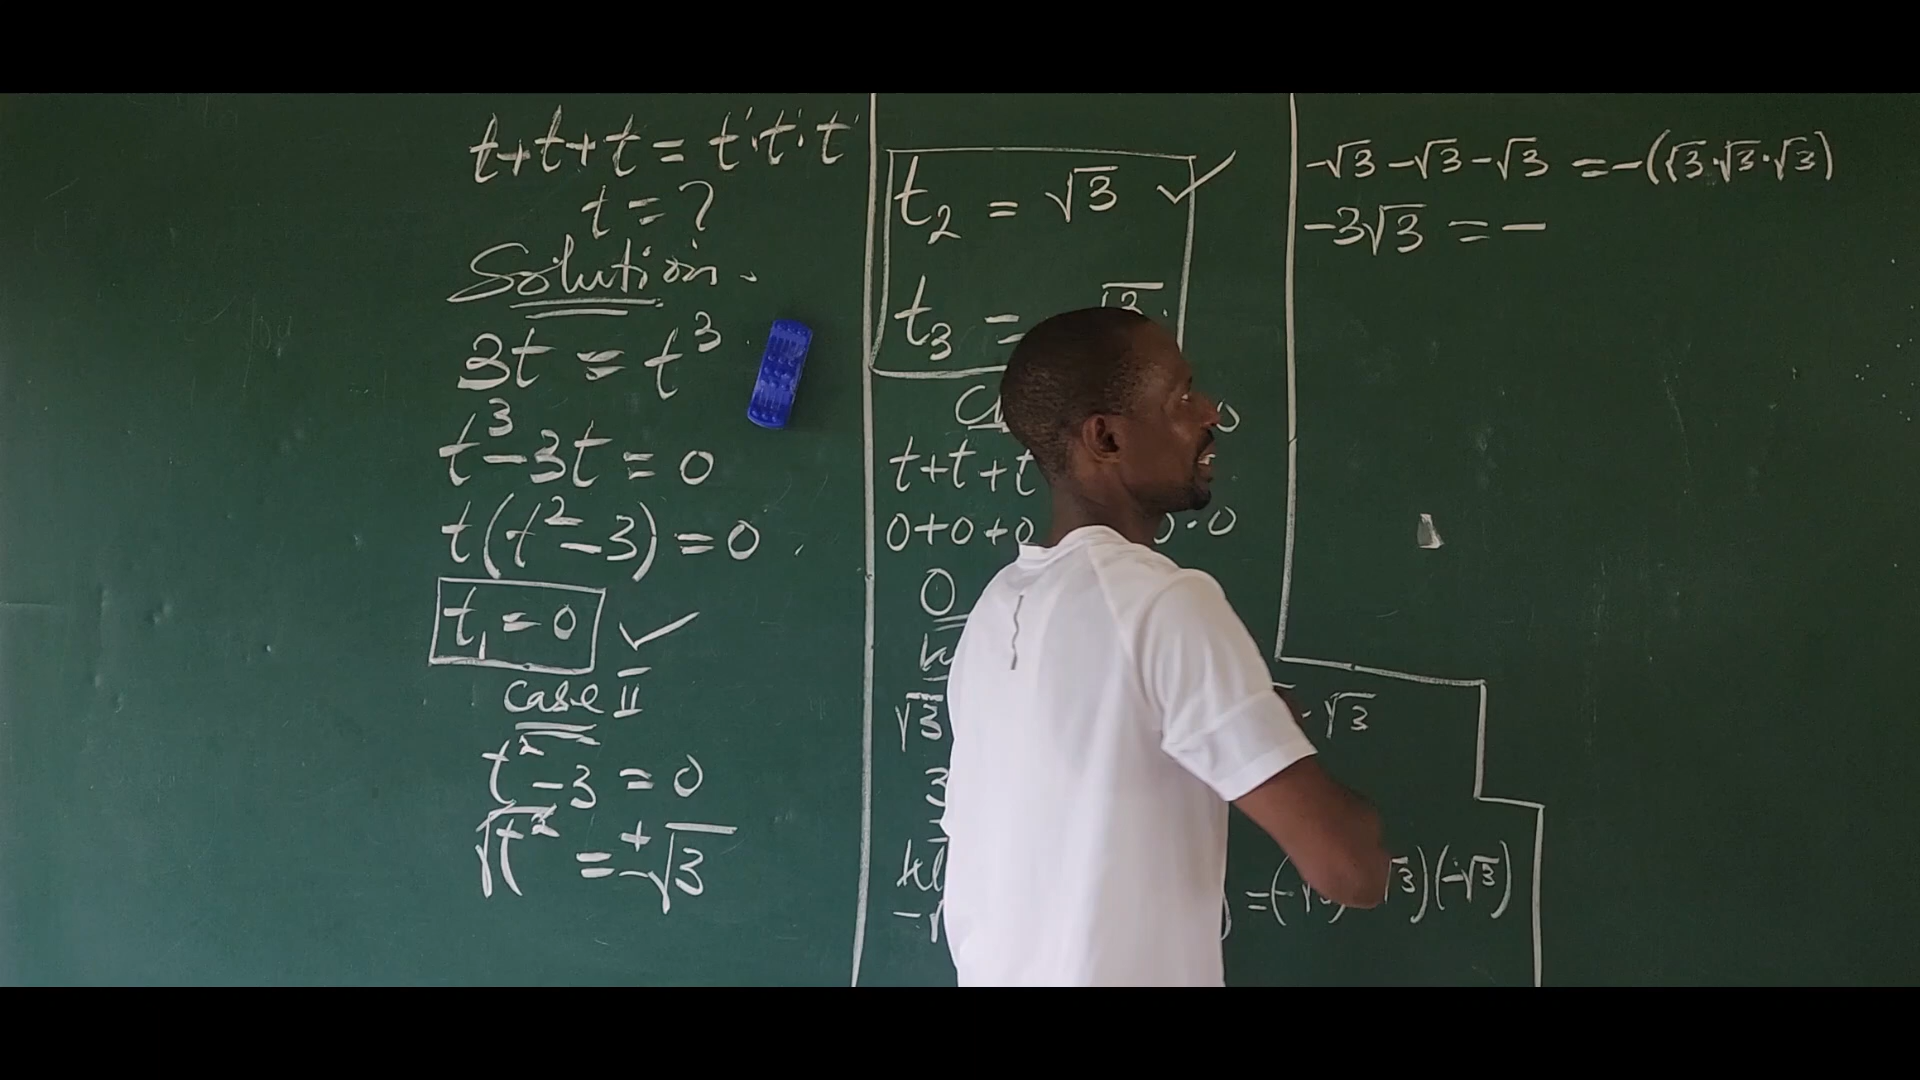 t+t+t = t·t·t
t = ?
Solution.
3t = t³
t³-3t = 0
t(t²-3) = 0
t₁ = 0 ✓
case II
t²-3 = 0
√t² = ±√3
t₂ = √3 ✓
t₃ =
t+t+t
0+0+0 0·0
0
√3 · √3
3
=(- √3)(-√3)
-√3 -√3 -√3 = -(√3·√3·√3)
-3√3 = -